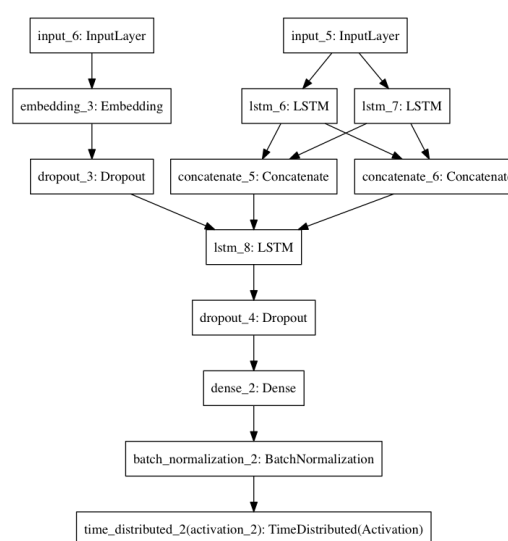 input_6: InputLayer
input_5: InputLayer
embedding_3: Embedding
lstm_6: LSTM
lstm_7: LSTM
dropout_3: Dropout
concatenate_5: Concatenate
concatenate_6: Concatenate
lstm_8: LSTM
dropout_4: Dropout
dense_2: Dense
batch_normalization_2: BatchNormalization
time_distributed_2(activation_2): TimeDistributed(Activation)